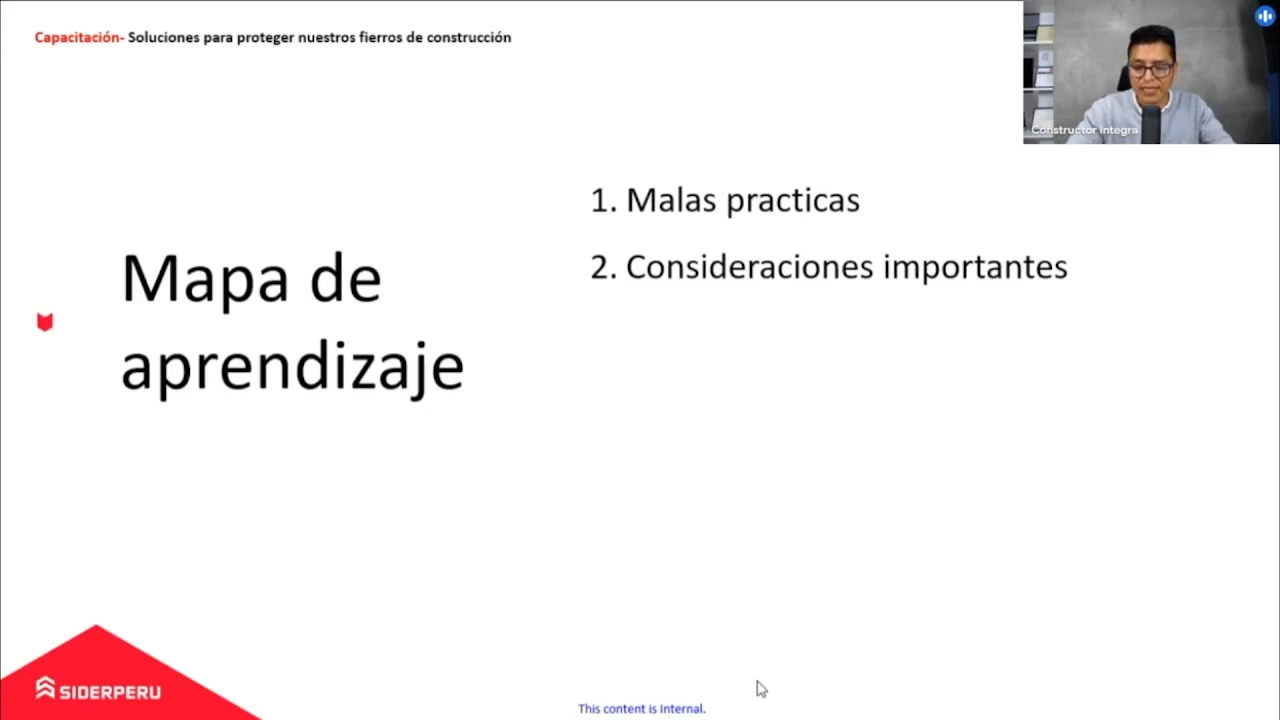 Capacitación- Soluciones para proteger nuestros fierros de construcción
Constructor Integra
1. Malas practicas
2. Consideraciones importantes
Mapa de
aprendizaje
SIDERPERU
This content is Internal.